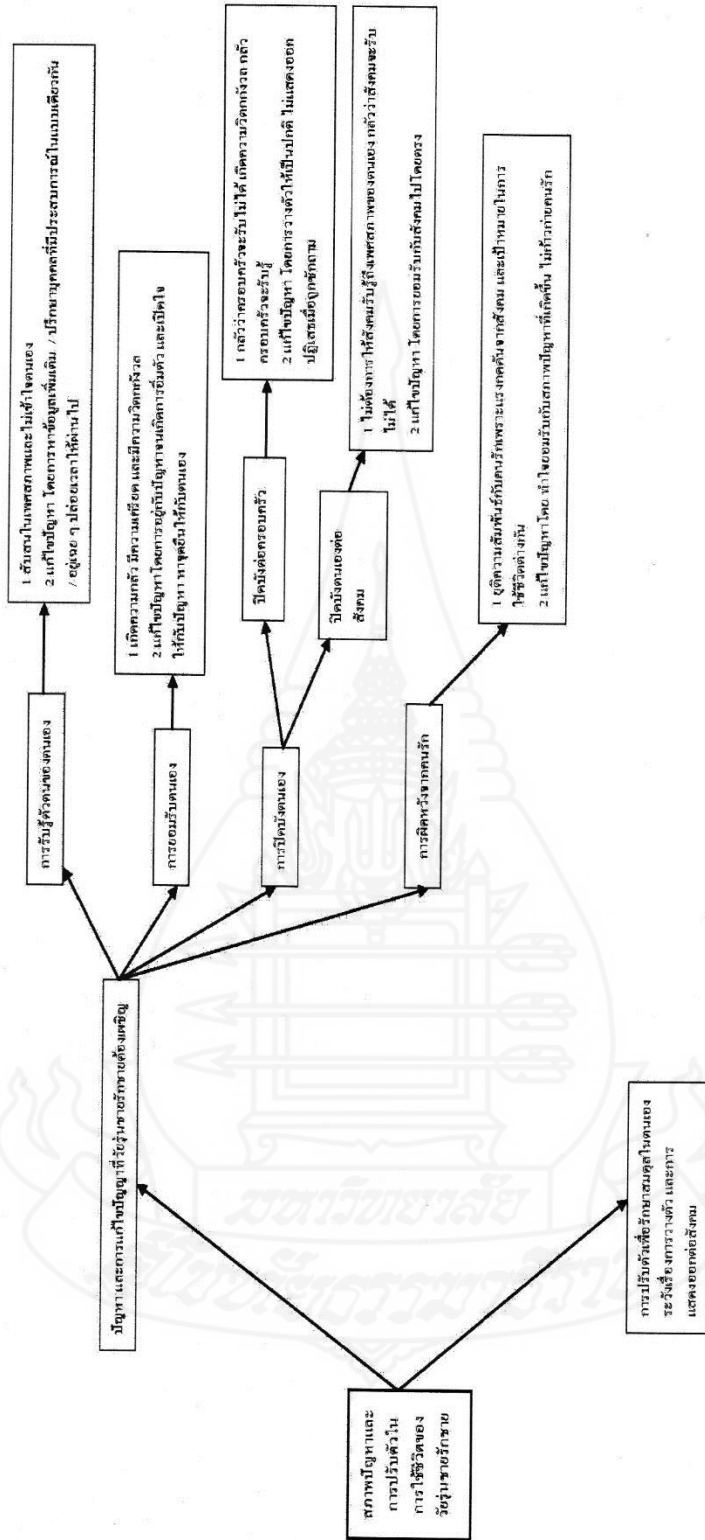 สภาพปัญหาและ
การปรับตัวใน
การใช้ชีวิตของ
วัยรุ่นชายรักชาย
ปัญหา และการแก้ไขปัญหาที่วัยรุ่นชายรักชายต้องเผชิญ
การรับรู้ตัวตนของตนเอง
1 สับสนในเพศสภาพและไม่เข้าใจตนเอง
2 แก้ไขปัญหา โดยการหาข้อมูลเพิ่มเติม / ปรึกษาบุคคลที่มีประสบการณ์ในแบบเดียวกัน
/ อยู่เฉย ๆ ปล่อยเวลาให้ผ่านไป
การยอมรับตนเอง
1 เกิดความกลัว มีความเครียด และมีความวิตกกังวล
2 แก้ไขปัญหาโดยการอยู่กับปัญหาจนเกิดการอิ่มตัว และเปิดใจ
ให้กับปัญหา หาจุดยืนให้กับตนเอง
การปิดบังตนเอง
ปิดบังต่อครอบครัว
1 กลัวว่าครอบครัวจะรับไม่ได้ เกิดความวิตกกังวล กลัว
ครอบครัวจะรับรู้
2 แก้ไขปัญหา โดยการวางตัวให้เป็นปกติ ไม่แสดงออก
ปฏิเสธเมื่อถูกซักถาม
ปิดบังตนเองต่อ
สังคม
1 ไม่ต้องการให้สังคมรับรู้ถึงเพศสภาพของตนเอง กลัวว่าสังคมจะรับ
ไม่ได้
2 แก้ไขปัญหา โดยการยอมรับกับสังคมไปโดยตรง
การผิดหวังจากคนรัก
1 ยุติความสัมพันธ์กับคนรักเพราะแรงกดดันจากสังคม และเป้าหมายในการ
ใช้ชีวิตต่างกัน
2 แก้ไขปัญหาโดย ทำใจยอมรับกับสภาพปัญหาที่เกิดขึ้น ไม่ก้าวก่ายคนรัก
การปรับตัวเพื่อรักษาสมดุลในตนเอง
ระวังเรื่องการวางตัว และการ
แสดงออกต่อสังคม
มหาวิทยาลัย
สุโขทัยธรรมาธิราช